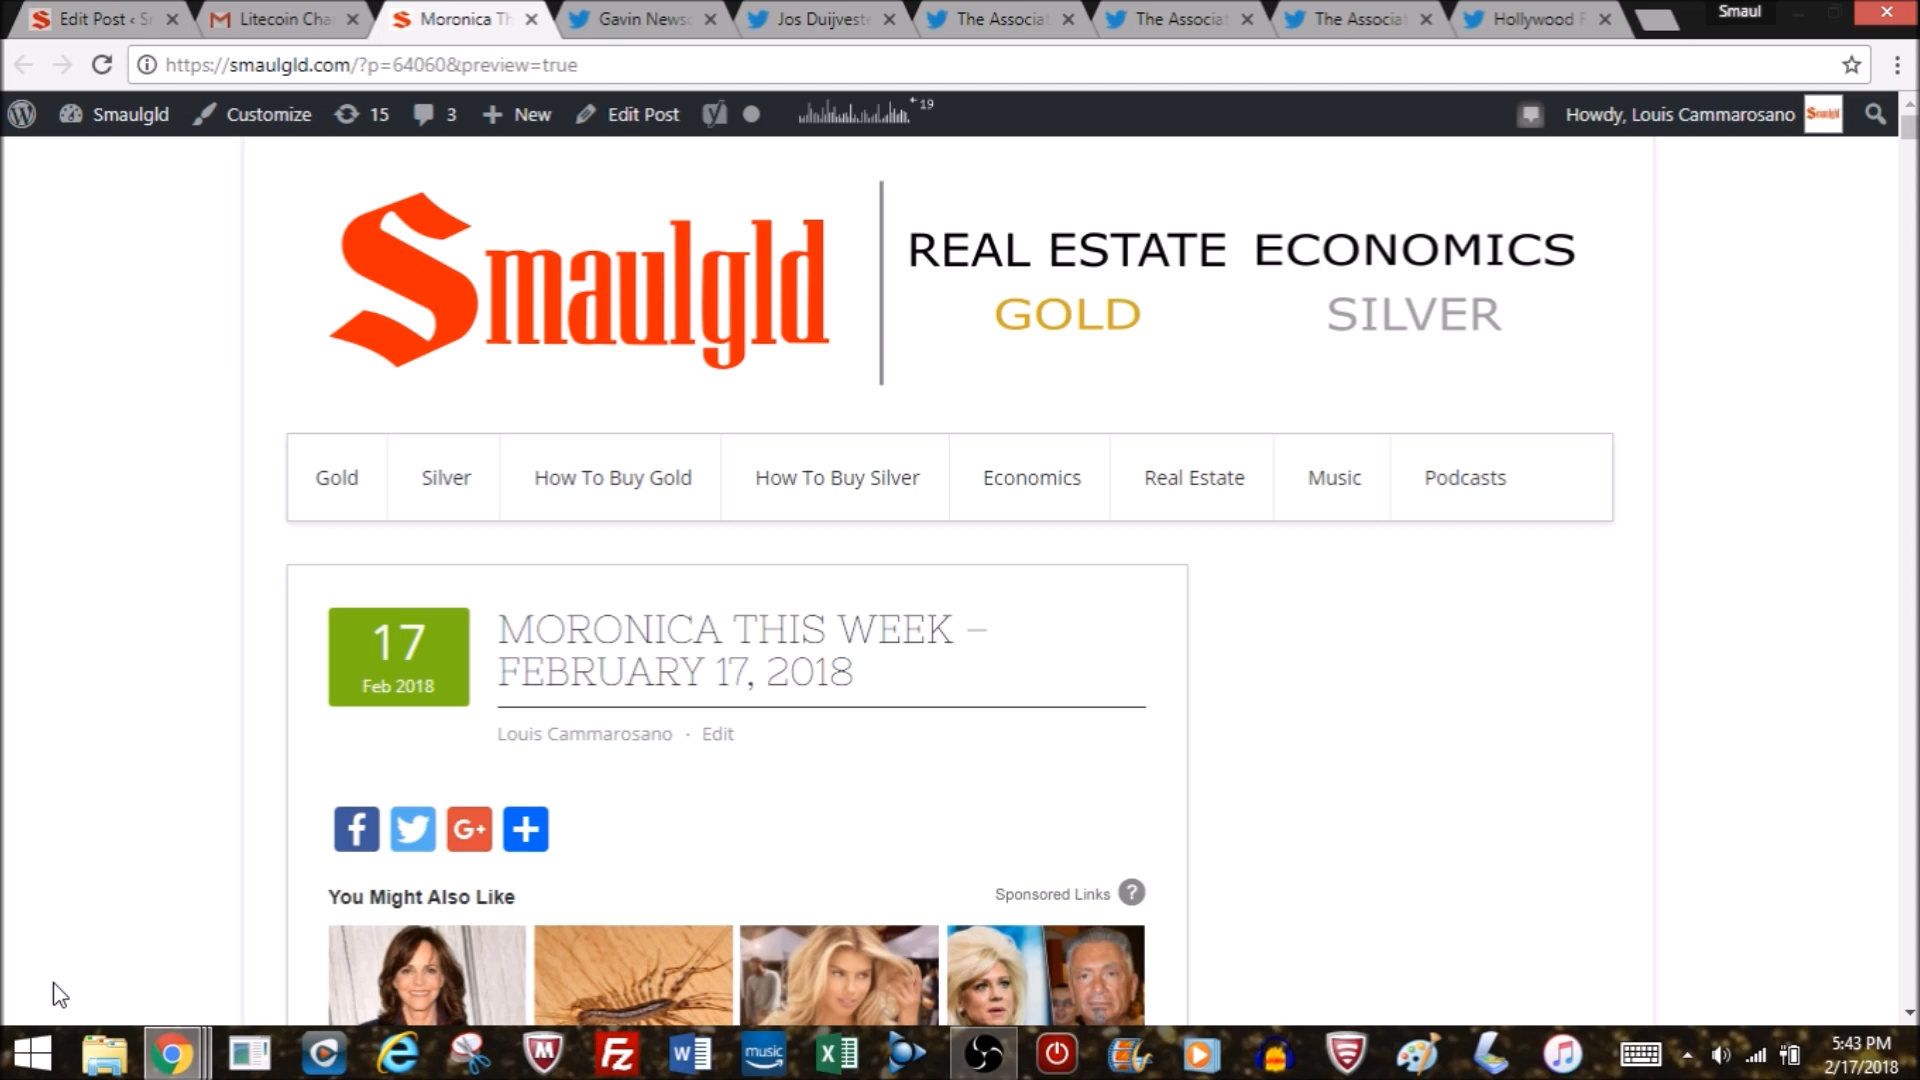 Edit Post ‹ S
Litecoin Cha
Moronica Th
Gavin Newso
Jos Duijveste
The Associat
The Associat
The Associat
Hollywood R
Smaul
https://smaulgld.com/?p=64060&preview=true
Smaulgld
Customize
15
3
New
Edit Post
19
Howdy, Louis Cammarosano
Smaulgld
Smaulgld
REAL ESTATE ECONOMICS
GOLD SILVER
Gold
Silver
How To Buy Gold
How To Buy Silver
Economics
Real Estate
Music
Podcasts
17
Feb 2018
MORONICA THIS WEEK –
FEBRUARY 17, 2018
Louis Cammarosano · Edit
G+
You Might Also Like
Sponsored Links ?
music
5:43 PM
2/17/2018